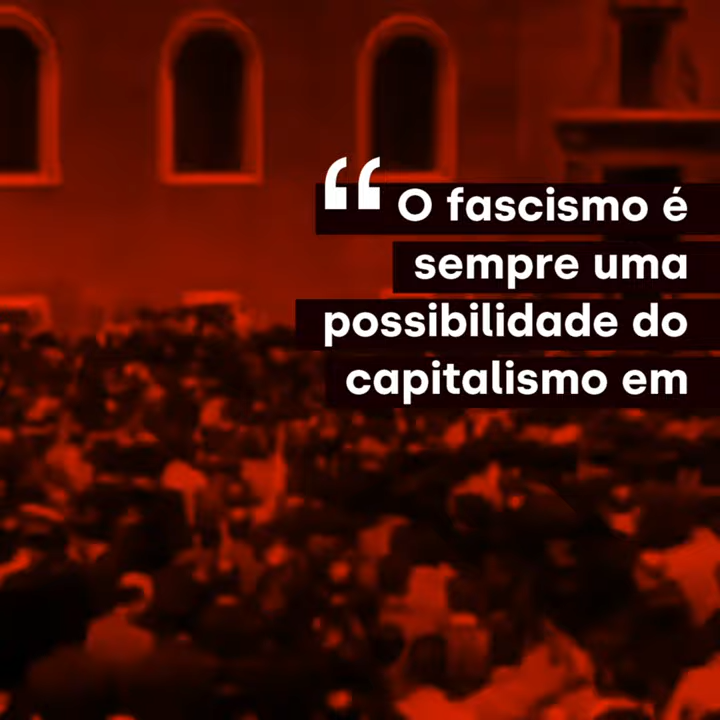 “ O fascismo é
sempre uma
possibilidade do
capitalismo em